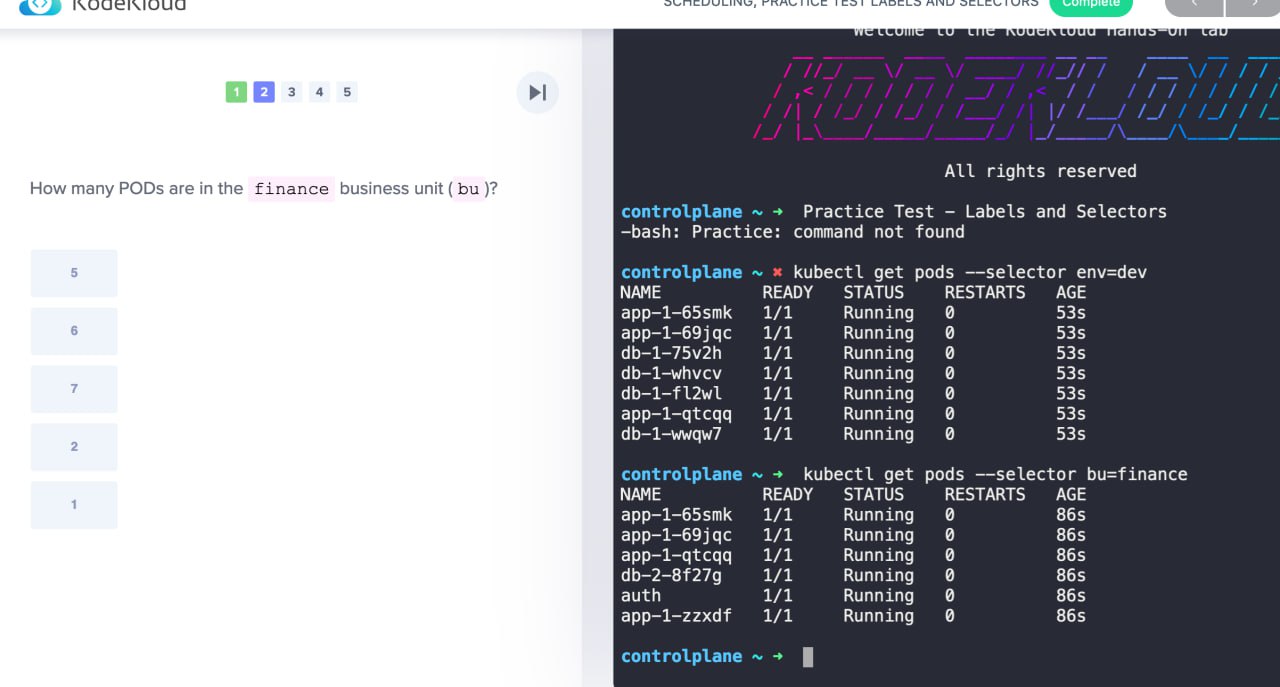 KodeKloud
SCHEDULING, PRACTICE TEST LABELS AND SELECTORS
Complete
1 2 3 4 5
How many PODs are in the finance business unit ( bu )?
5
6
7
2
1
Welcome to the KodeKloud Hands-On lab
KODEKLOUD
All rights reserved
controlplane ~ ➜  Practice Test - Labels and Selectors
-bash: Practice: command not found
controlplane ~ ✖ kubectl get pods --selector env=dev
NAME READY STATUS RESTARTS AGE
app-1-65smk 1/1 Running 0 53s
app-1-69jqc 1/1 Running 0 53s
db-1-75v2h 1/1 Running 0 53s
db-1-whvcv 1/1 Running 0 53s
db-1-fl2wl 1/1 Running 0 53s
app-1-qtcqq 1/1 Running 0 53s
db-1-wwqw7 1/1 Running 0 53s
controlplane ~ ➜  kubectl get pods --selector bu=finance
NAME READY STATUS RESTARTS AGE
app-1-65smk 1/1 Running 0 86s
app-1-69jqc 1/1 Running 0 86s
app-1-qtcqq 1/1 Running 0 86s
db-2-8f27g 1/1 Running 0 86s
auth 1/1 Running 0 86s
app-1-zzxdf 1/1 Running 0 86s
controlplane ~ ➜